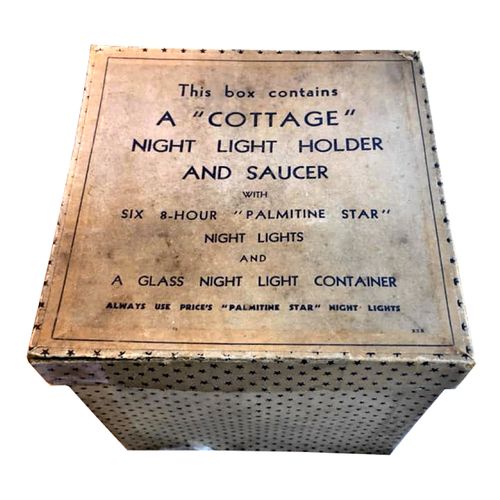 This box contains
A "COTTAGE"
NIGHT LIGHT HOLDER
AND SAUCER
WITH
SIX 8-HOUR "PALMITINE STAR"
NIGHT LIGHTS
AND
A GLASS NIGHT LIGHT CONTAINER
ALWAYS USE PRICE'S "PALMITINE STAR" NIGHT LIGHTS